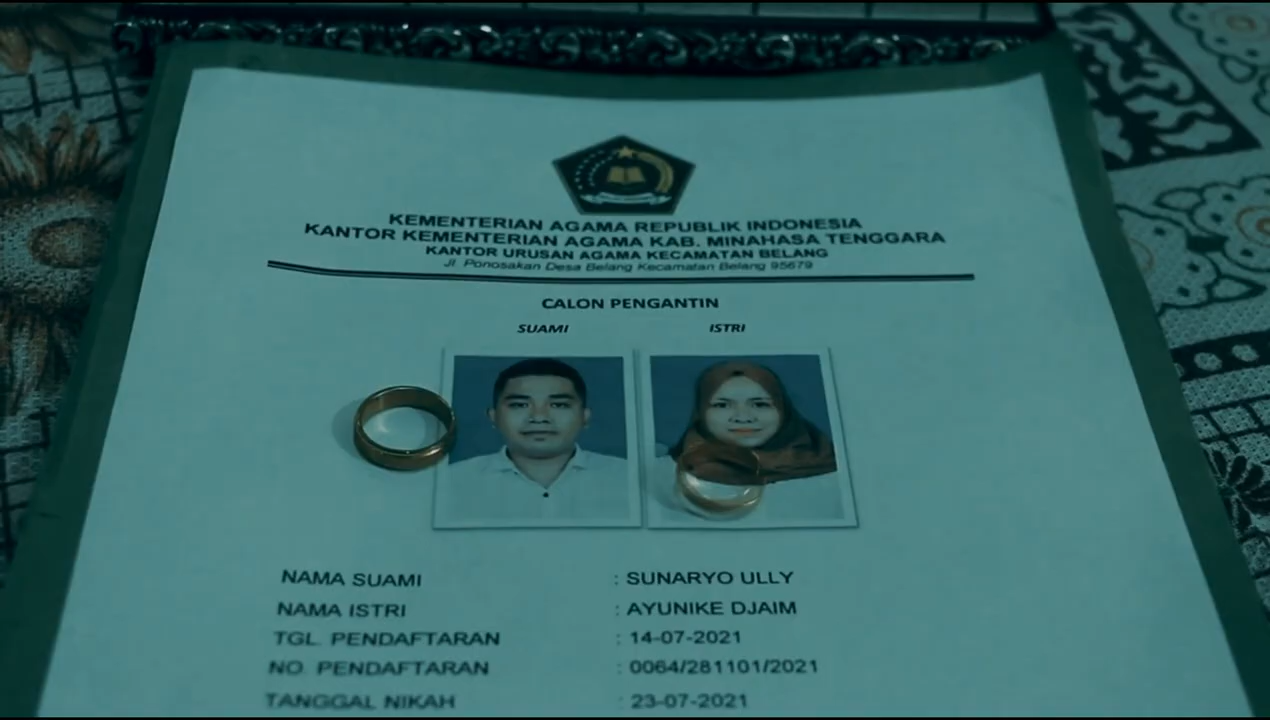 KEMENTERIAN AGAMA REPUBLIK INDONESIA
KANTOR KEMENTERIAN AGAMA KAB. MINAHASA TENGGARA
KANTOR URUSAN AGAMA KECAMATAN BELANG
Jl. Ponosakan Desa Belang Kecamatan Belang 95679
CALON PENGANTIN
SUAMI ISTRI
NAMA SUAMI : SUNARYO ULLY
NAMA ISTRI : AYUNIKE DJAIM
TGL. PENDAFTARAN : 14-07-2021
NO. PENDAFTARAN : 0064/281101/2021
TANGGAL NIKAH : 23-07-2021